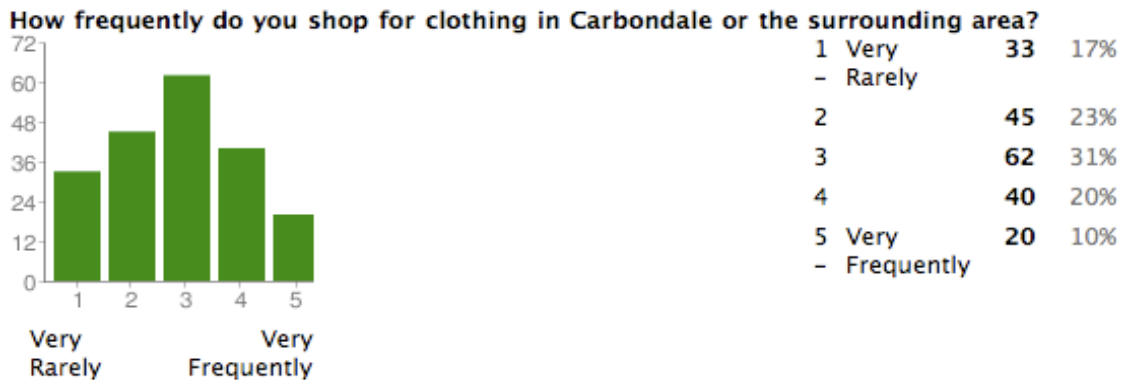 How frequently do you shop for clothing in Carbondale or the surrounding area?
72
60
48
36
24
12
0
1 2 3 4 5
Very Very
Rarely Frequently
1 Very 33 17%
– Rarely
2 45 23%
3 62 31%
4 40 20%
5 Very 20 10%
– Frequently